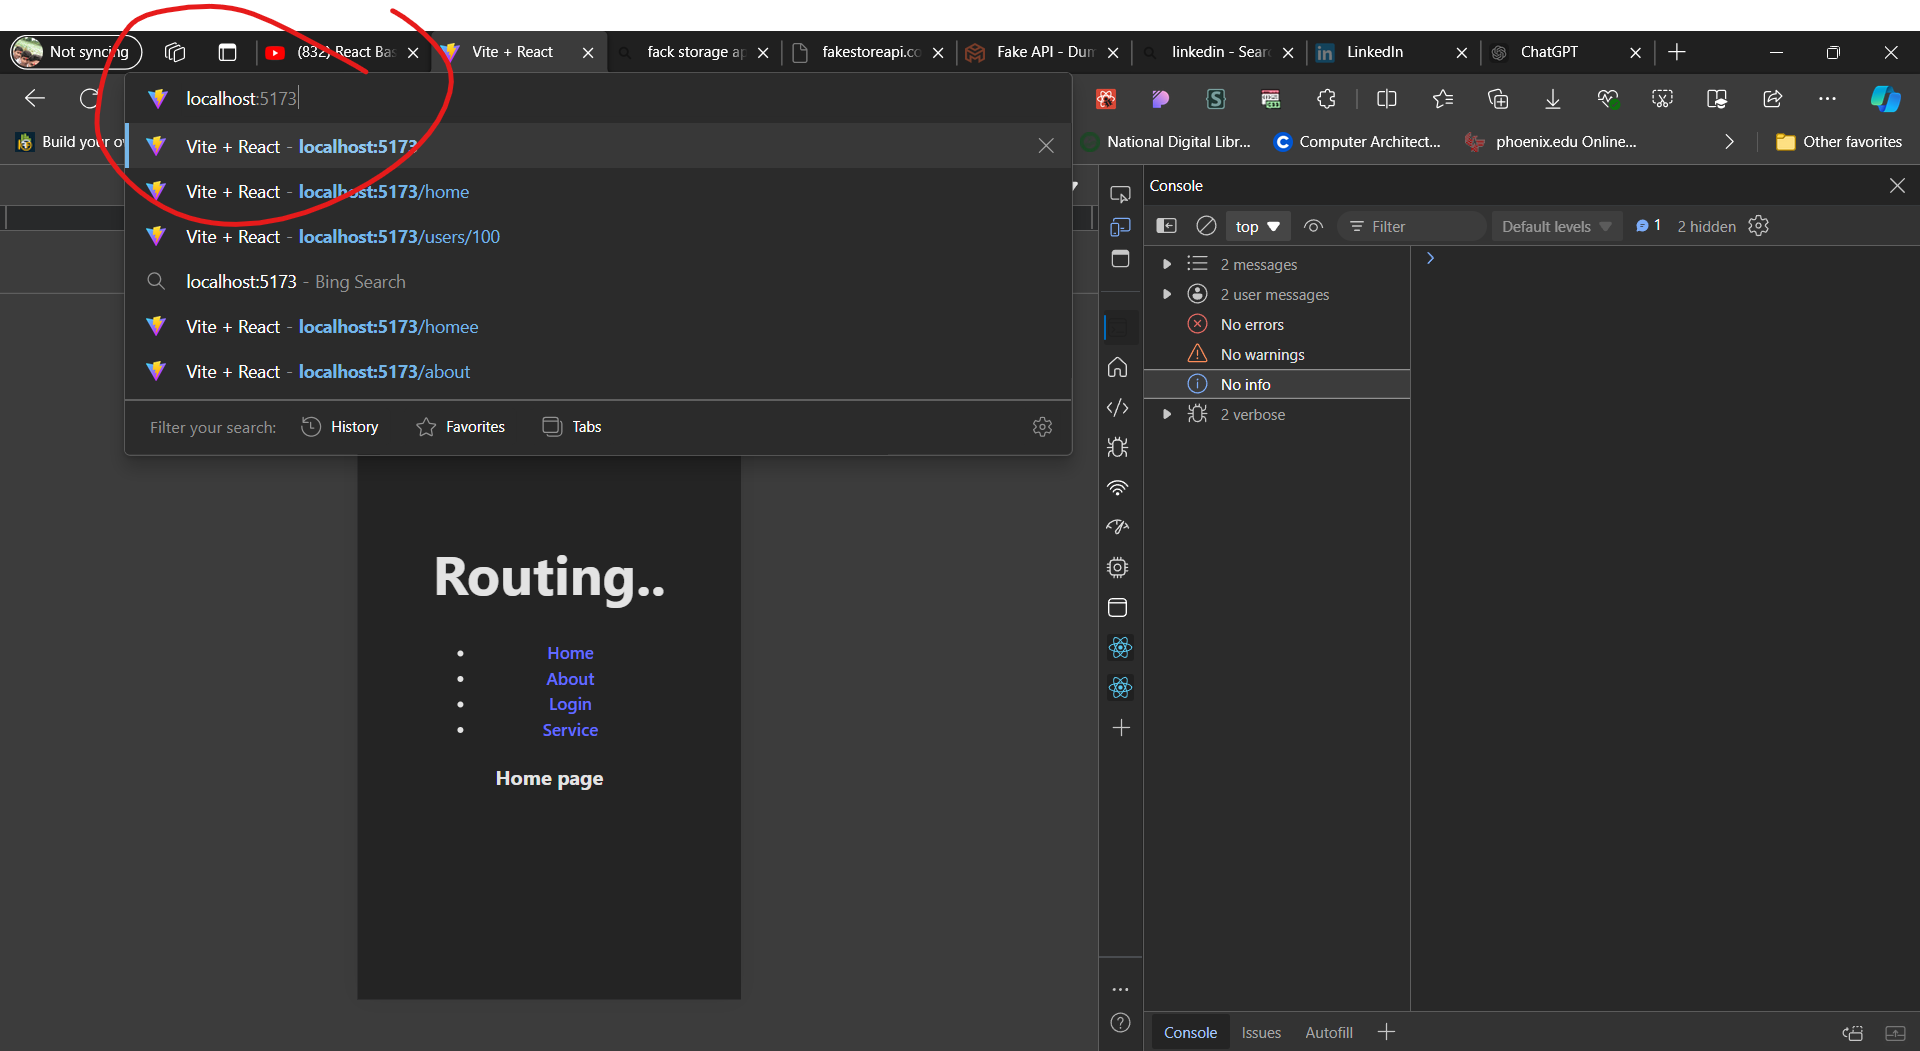 Not syncing
(832) React Bas
Vite + React
fack storage ap
fakestoreapi.co
Fake API - Dum
linkedin - Sear
LinkedIn
ChatGPT
localhost:5173
Build your ov
National Digital Libr...
Computer Architect...
phoenix.edu Online...
Other favorites
Vite + React - localhost:5173
Vite + React - localhost:5173/home
Vite + React - localhost:5173/users/100
localhost:5173 - Bing Search
Vite + React - localhost:5173/homee
Vite + React - localhost:5173/about
Filter your search:
History
Favorites
Tabs
Routing..
Home
About
Login
Service
Home page
Console
top
Filter
Default levels
1
2 hidden
2 messages
2 user messages
No errors
No warnings
No info
2 verbose
Console
Issues
Autofill